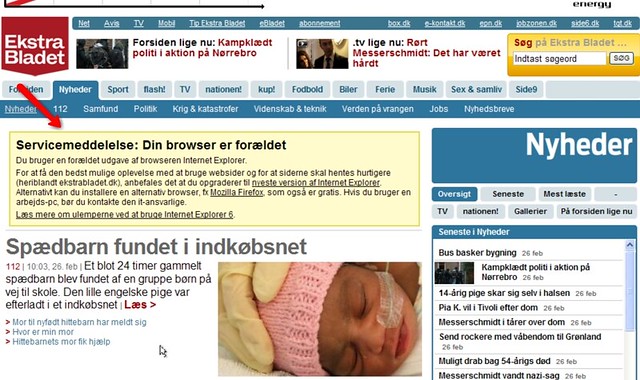 energy
Net Avis TV Mobil Tip Ekstra Bladet eBladet abonnement box.dk e-kontakt.dk epn.dk jobzonen.dk side6.dk tgt.dk
Ekstra
Bladet
Forsiden lige nu: Kampklædt
politi i aktion på Nørrebro
.tv lige nu: Rørt
Messerschmidt: Det har været
hårdt
Søg på Ekstra Bladet ...
Indtast søgeord SØG
Forsiden Nyheder Sport flash! TV nationen! kup! Fodbold Biler Ferie Musik Sex & samliv Side9
Nyheder 112 Samfund Politik Krig & katastrofer Videnskab & teknik Verden på vrangen Jobs Nyhedsbreve
Servicemeddelelse: Din browser er forældet
Du bruger en forældet udgave af browseren Internet Explorer.
For at få den bedst mulige oplevelse med at bruge websider og for at siderne skal hentes hurtigere
(heriblandt ekstrabladet.dk), anbefales det at du opgraderer til nyeste version af Internet Explorer.
Alternativt kan du installere en alternativ browser, fx Mozilla Firefox, som også er gratis. Hvis du bruger en
arbejds-pc, bør du kontakte den it-ansvarlige.
Læs mere om ulemperne ved at bruge Internet Explorer 6.
Spædbarn fundet i indkøbsnet
112 | 10:03, 26. feb | Et blot 24 timer gammelt
spædbarn blev fundet af en gruppe børn på
vej til skole. Den lille engelske pige var
efterladt i et indkøbsnet | Læs >
> Mor til nyfødt hittebarn har meldt sig
> Hvor er min mor
> Hittebarnets mor fik hjælp
Nyheder
Oversigt Seneste Mest læste -
TV nationen! Gallerier På forsiden lige nu
Seneste i Nyheder
Bus basker bygning 26 feb
Kampklædt politi i aktion på
Nørrebro 26 feb
14-årig pige skar sig selv i halsen 26 feb
Pia K. vil i Tivoli efter dom 26 feb
Messerschmidt i tårer over dom 26 feb
Send rockere med våbendom til Grønland
26 feb
Muligt drab bag 54-årigs død 26 feb
Messerschmidt vandt nazi-sag 26 feb